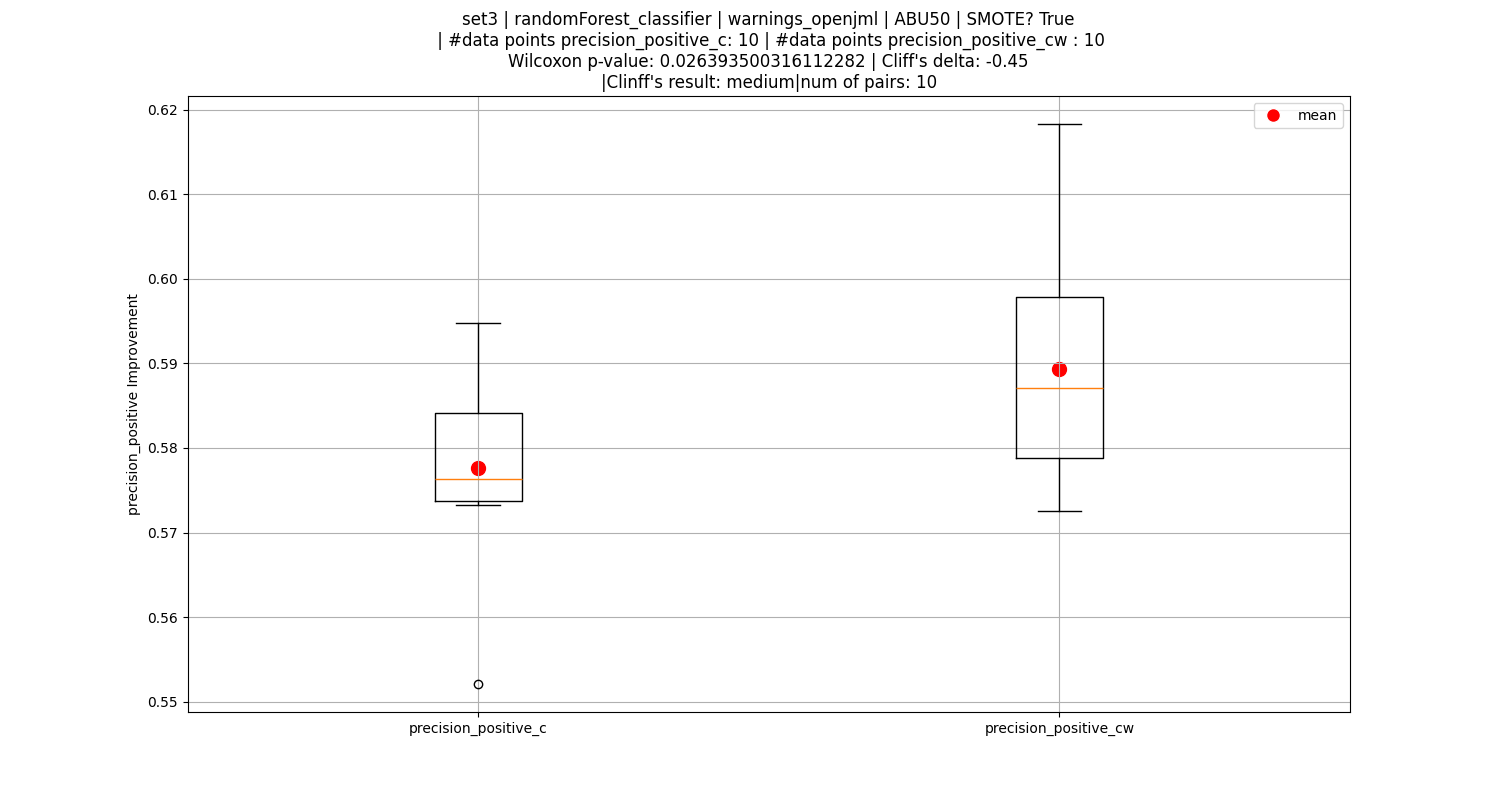 set3 | randomForest_classifier | warnings_openjml | ABU50 | SMOTE? True
| #data points precision_positive_c: 10 | #data points precision_positive_cw : 10
Wilcoxon p-value: 0.026393500316112282 | Cliff's delta: -0.45
|Clinff's result: medium|num of pairs: 10
mean
precision_positive Improvement
0.62
0.61
0.60
0.59
0.58
0.57
0.56
0.55
precision_positive_c
precision_positive_cw